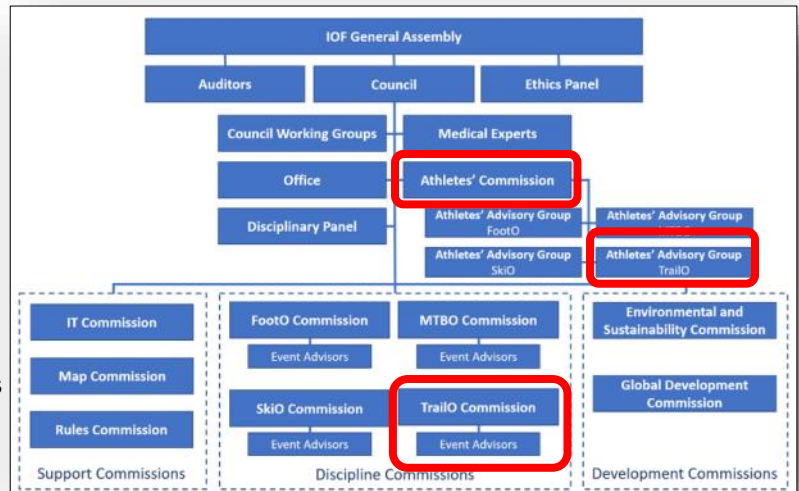 IOF General Assembly
Auditors
Council
Ethics Panel
Council Working Groups
Medical Experts
Office
Athletes' Commission
Disciplinary Panel
Athletes' Advisory Group
FootO
Athletes' Advisory Group
Athletes' Advisory Group
SkiO
Athletes' Advisory Group
TrailO
s
IT Commission
Map Commission
Rules Commission
Support Commissions
FootO Commission
Event Advisors
MTBO Commission
Event Advisors
SkiO Commission
Event Advisors
TrailO Commission
Event Advisors
Discipline Commissions
Environmental and
Sustainability Commission
Global Development
Commission
Development Commissions